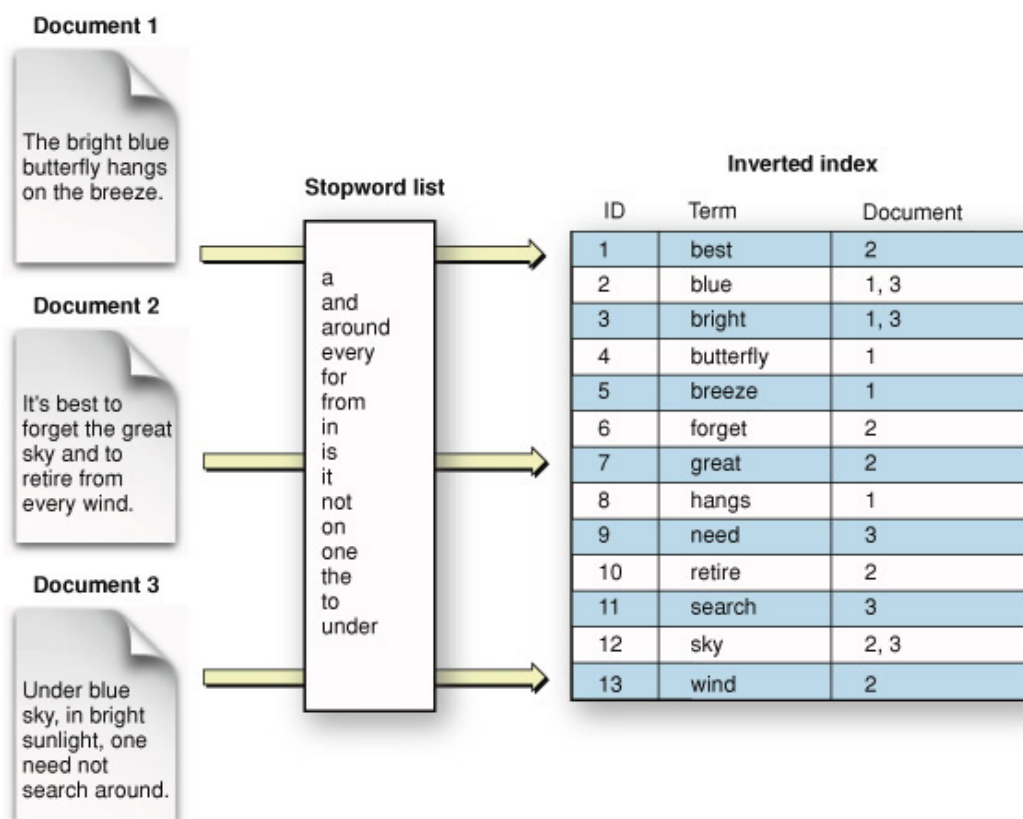 Document 1
The bright blue
butterfly hangs
on the breeze.
Document 2
It's best to
forget the great
sky and to
retire from
every wind.
Document 3
Under blue
sky, in bright
sunlight, one
need not
search around.
Stopword list
a
and
around
every
for
from
in
is
it
not
on
one
the
to
under
Inverted index
ID Term Document
1 best 2
2 blue 1, 3
3 bright 1, 3
4 butterfly 1
5 breeze 1
6 forget 2
7 great 2
8 hangs 1
9 need 3
10 retire 2
11 search 3
12 sky 2, 3
13 wind 2